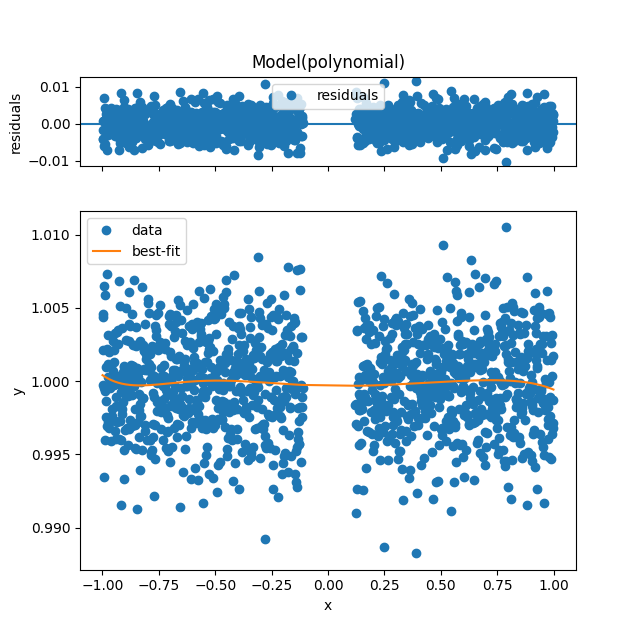 Model(polynomial)
0.01
0.00
−0.01
residuals
residuals
data
best-fit
1.010
1.005
1.000
0.995
0.990
y
−1.00 −0.75 −0.50 −0.25 0.00 0.25 0.50 0.75 1.00
x